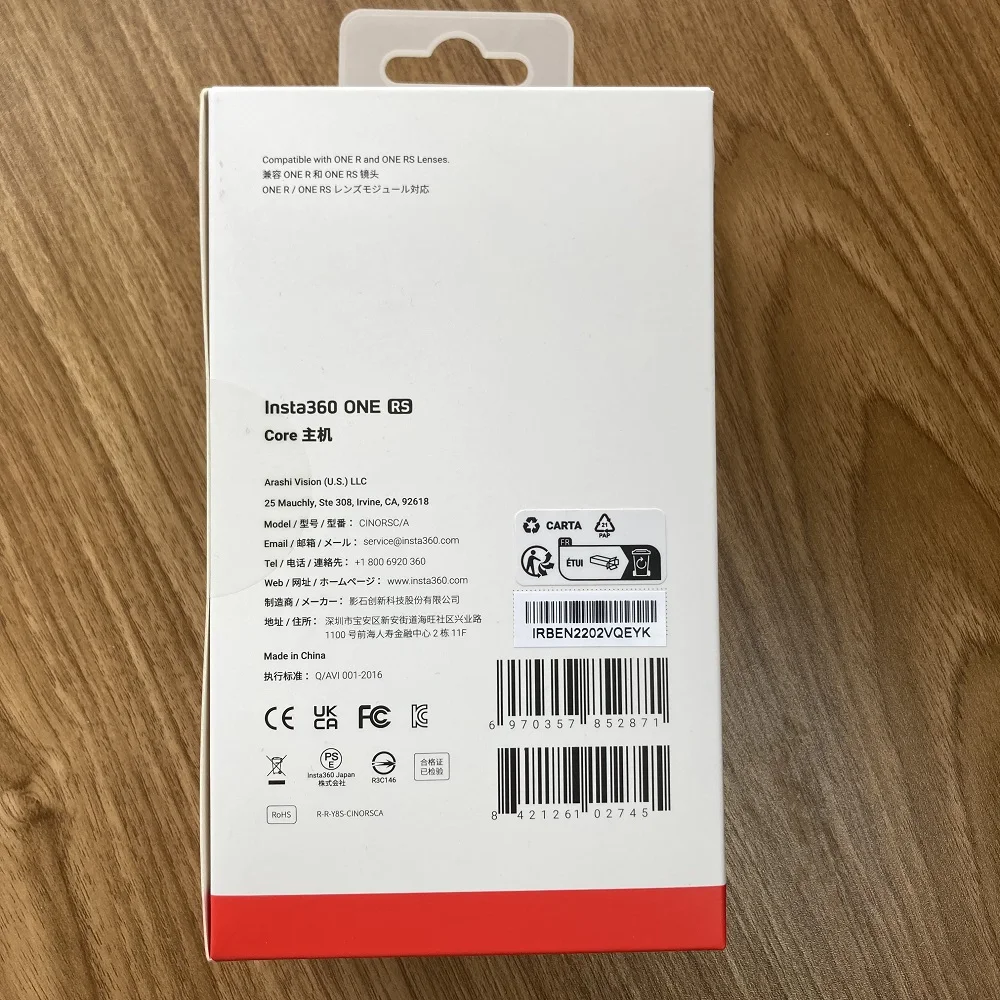 Compatible with ONE R and ONE RS Lenses.
兼容 ONE R 和 ONE RS 镜头
ONE R / ONE RS レンズモジュール対応
Insta360 ONE RS
Core 主机
Arashi Vision (U.S.) LLC
25 Mauchly, Ste 308, Irvine, CA, 92618
Model / 型号 / 型番： CINORSC/A
Email / 邮箱 / メール： service@insta360.com
Tel / 电话 / 連絡先： +1 800 6920 360
Web / 网址 / ホームページ： www.insta360.com
制造商 / メーカー： 影石创新科技股份有限公司
地址 / 住所： 深圳市宝安区新安街道海旺社区兴业路
1100 号前海人寿金融中心 2 栋 11F
Made in China
执行标准： Q/AVI 001-2016
CE UK CA FC KC
PS E
Insta360 Japan
株式会社
R3C146
合格证
已检验
RoHS
R-R-Y8S-CINORSCA
CARTA
21
PAP
FR
ÉTUI
IRBEN2202VQEYK
6 970357 852871
8 421261 02745